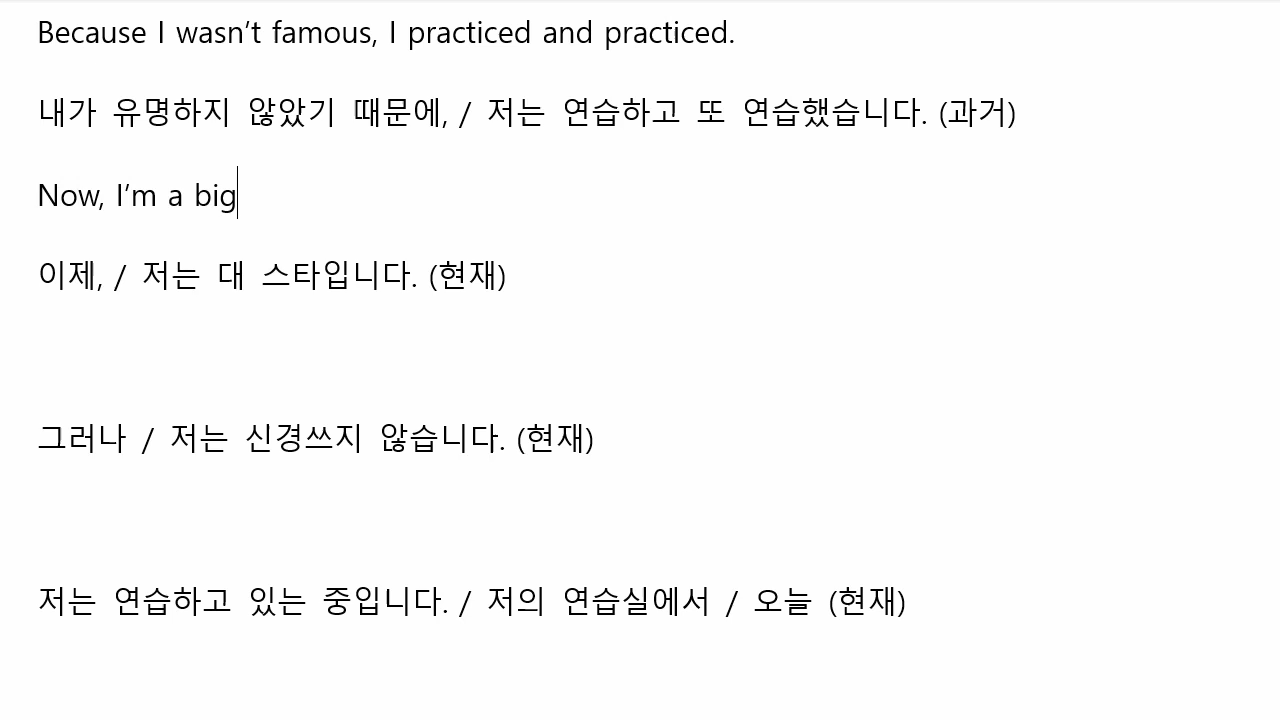 Because I wasn’t famous, I practiced and practiced.
내가 유명하지 않았기 때문에, / 저는 연습하고 또 연습했습니다. (과거)
Now, I’m a big
이제, / 저는 대 스타입니다. (현재)
그러나 / 저는 신경쓰지 않습니다. (현재)
저는 연습하고 있는 중입니다. / 저의 연습실에서 / 오늘 (현재)